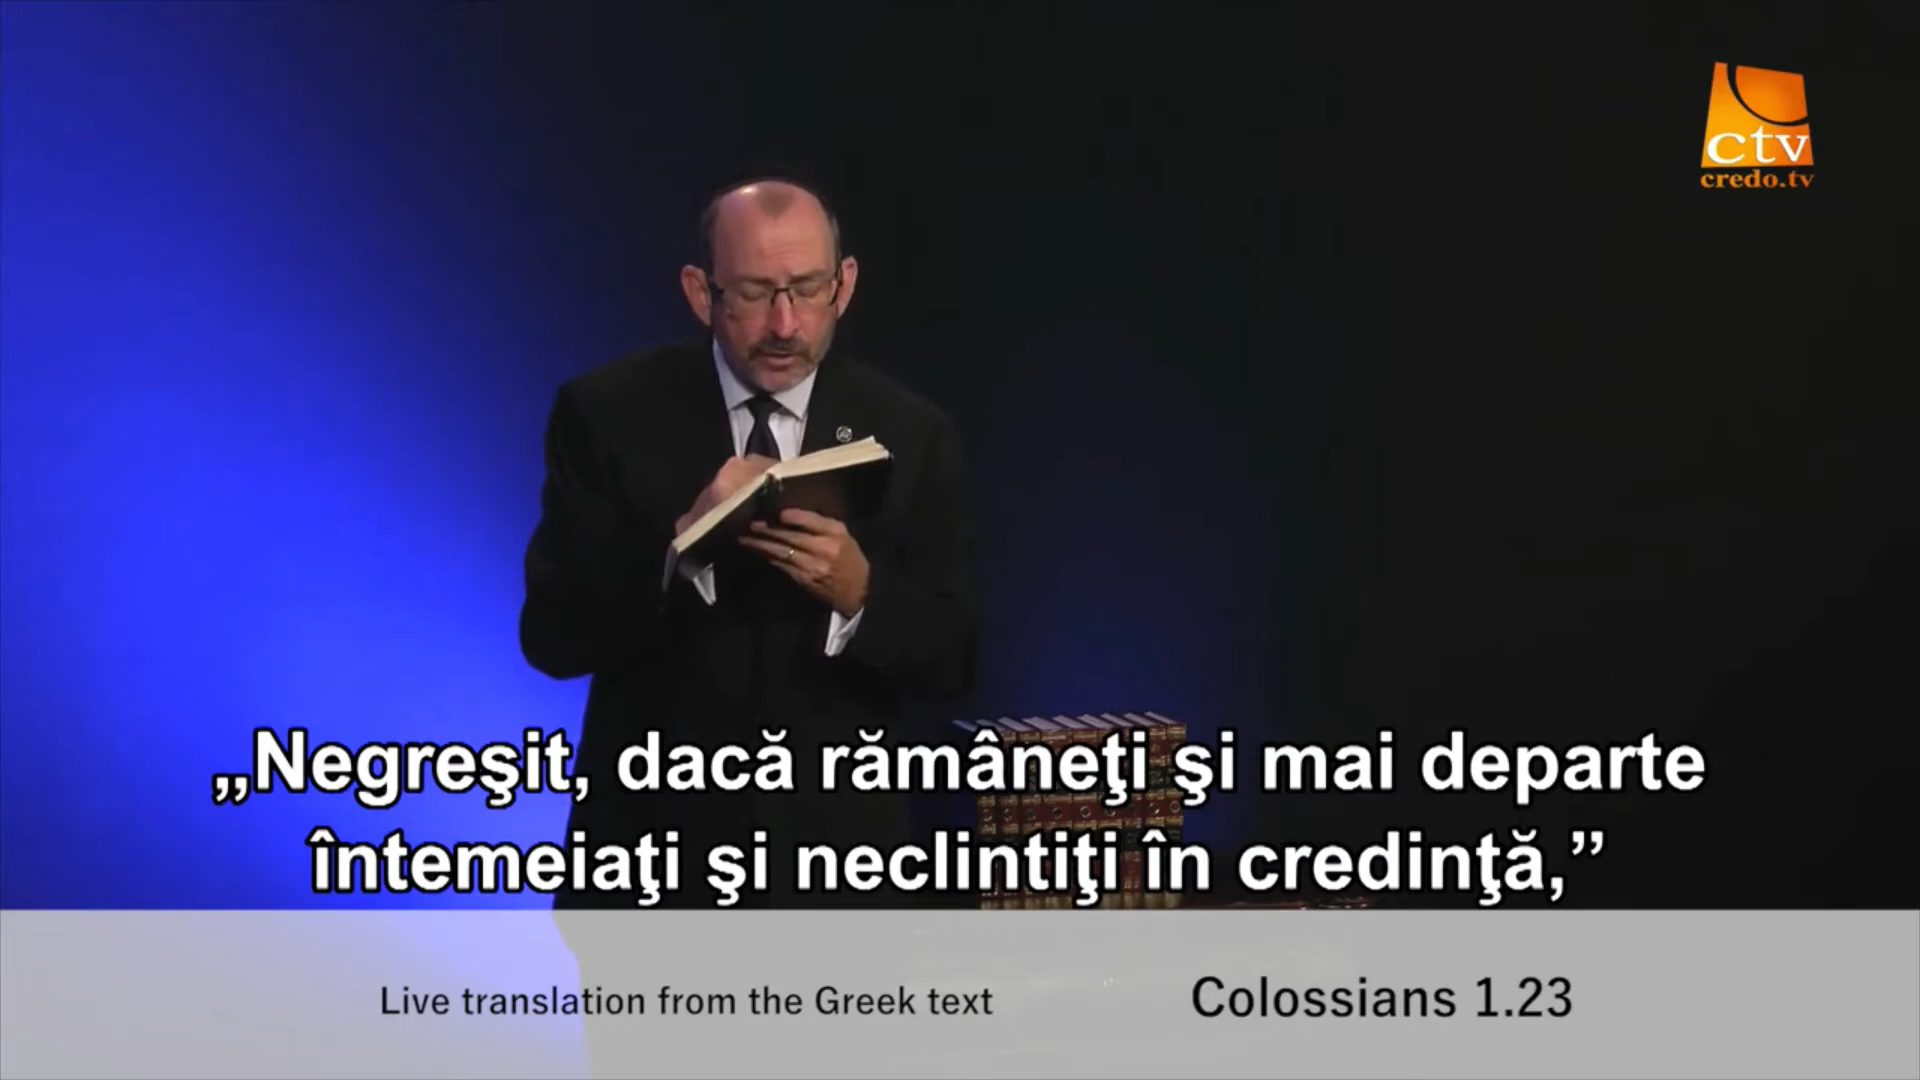 ctv
credo.tv
„Negreşit, dacă rămâneţi şi mai departe
întemeiaţi şi neclintiţi în credinţă,”
Live translation from the Greek text
Colossians 1.23